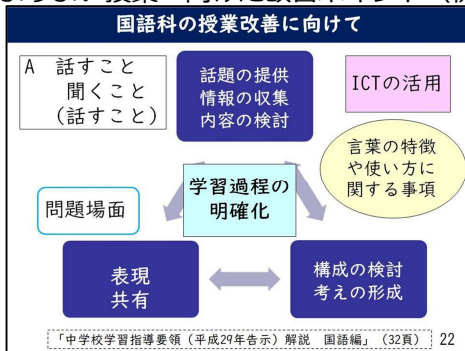 国語科の授業改善に向けて
A 話すこと
聞くこと
(話すこと)
話題の提供
情報の収集
内容の検討
ICTの活用
言葉の特徴
や使い方に
関する事項
学習過程の
明確化
問題場面
表現
共有
構成の検討
考えの形成
「中学校学習指導要領(平成29年告示)解説 国語編」(32頁)
22